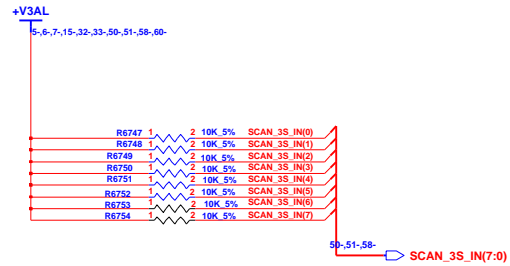 +V3AL
5-,6-,7-,15-,32-,33-,50-,51-,58-,60-
R6747 1 2 10K_5% SCAN_3S_IN(0)
R6748 1 2 10K_5% SCAN_3S_IN(1)
R6749 1 2 10K_5% SCAN_3S_IN(2)
R6750 1 2 10K_5% SCAN_3S_IN(3)
R6751 1 2 10K_5% SCAN_3S_IN(4)
R6752 1 2 10K_5% SCAN_3S_IN(5)
R6753 1 2 10K_5% SCAN_3S_IN(6)
R6754 1 2 10K_5% SCAN_3S_IN(7)
50-,51-,58-
SCAN_3S_IN(7:0)